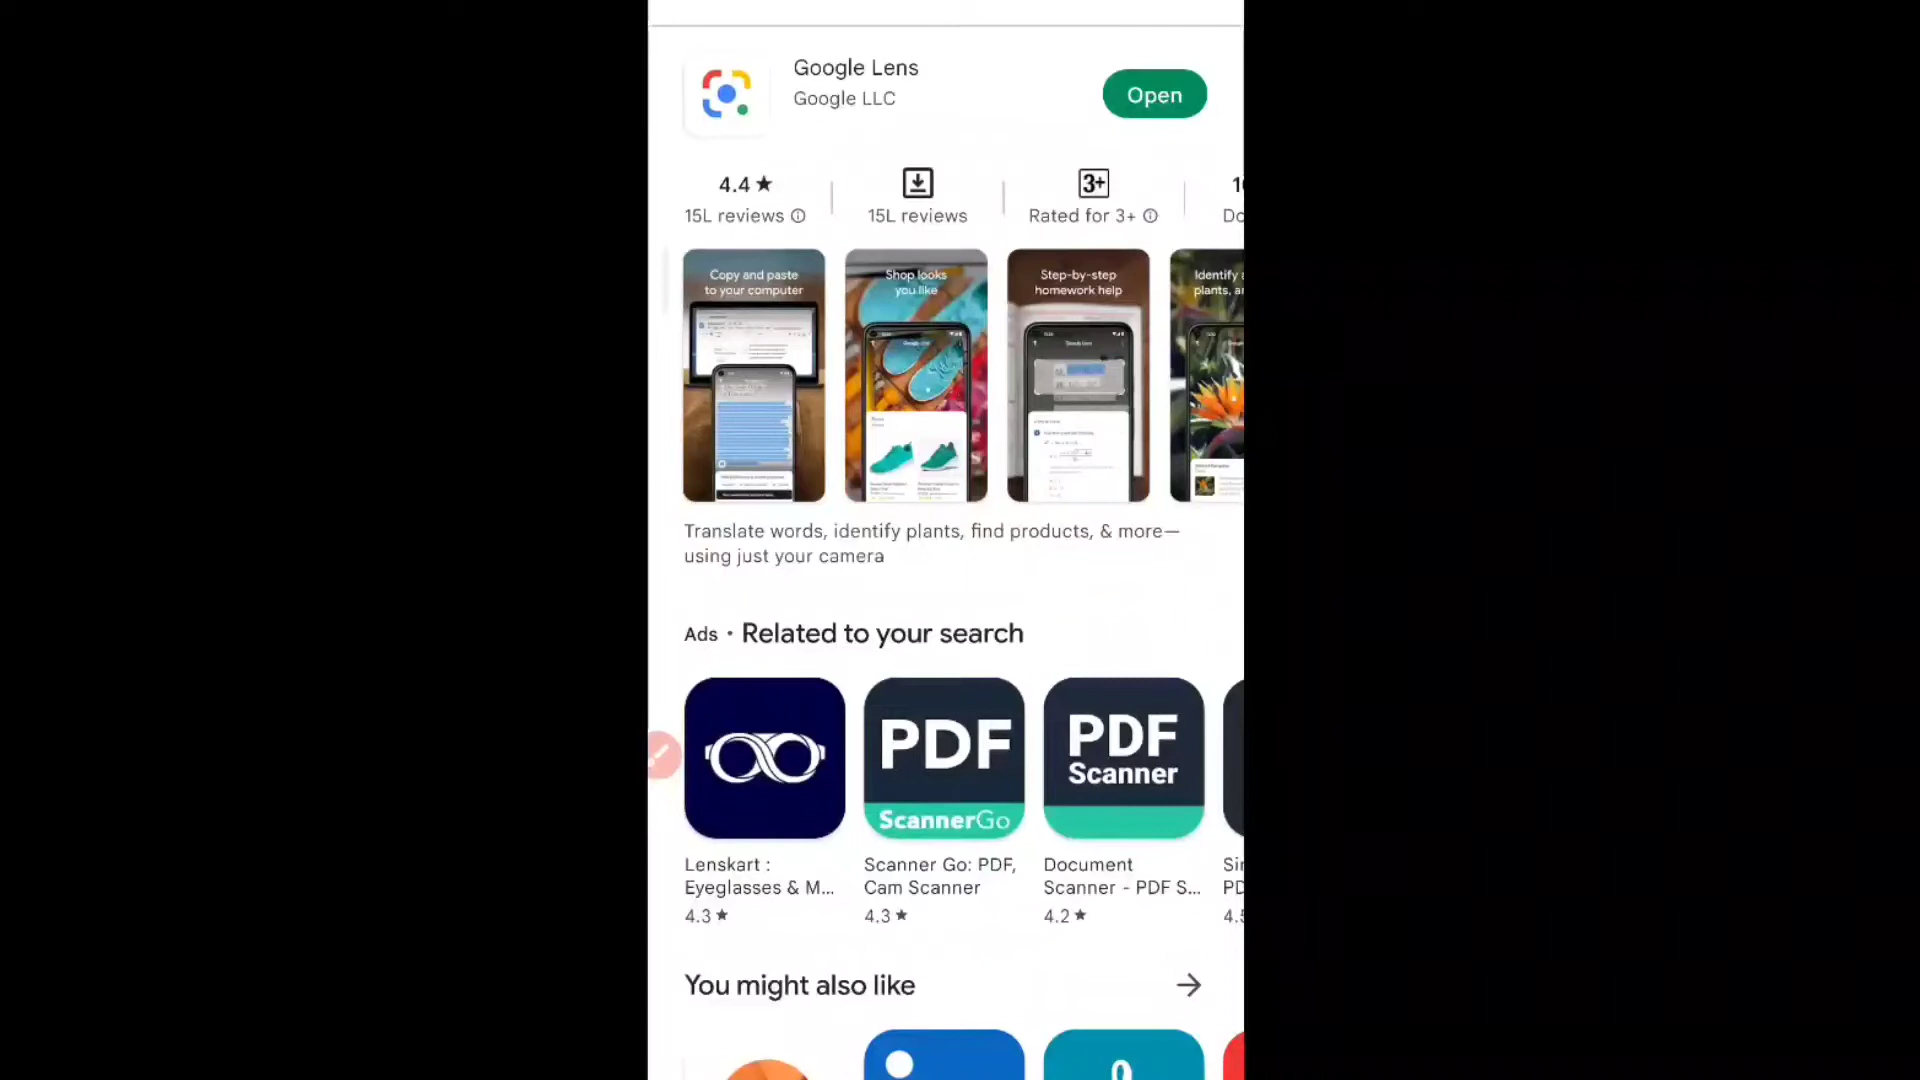 Google Lens
Google LLC
Open
4.4 ★
15L reviews
15L reviews
3+
Rated for 3+
Copy and paste
to your computer
Shop looks
you like
Step-by-step
homework help
Identify
Translate words, identify plants, find products, & more—
using just your camera
Ads • Related to your search
PDF
ScannerGo
PDF
Scanner
Lenskart :
Eyeglasses & M...
4.3 ★
Scanner Go: PDF,
Cam Scanner
4.3 ★
Document
Scanner - PDF S...
4.2 ★
You might also like